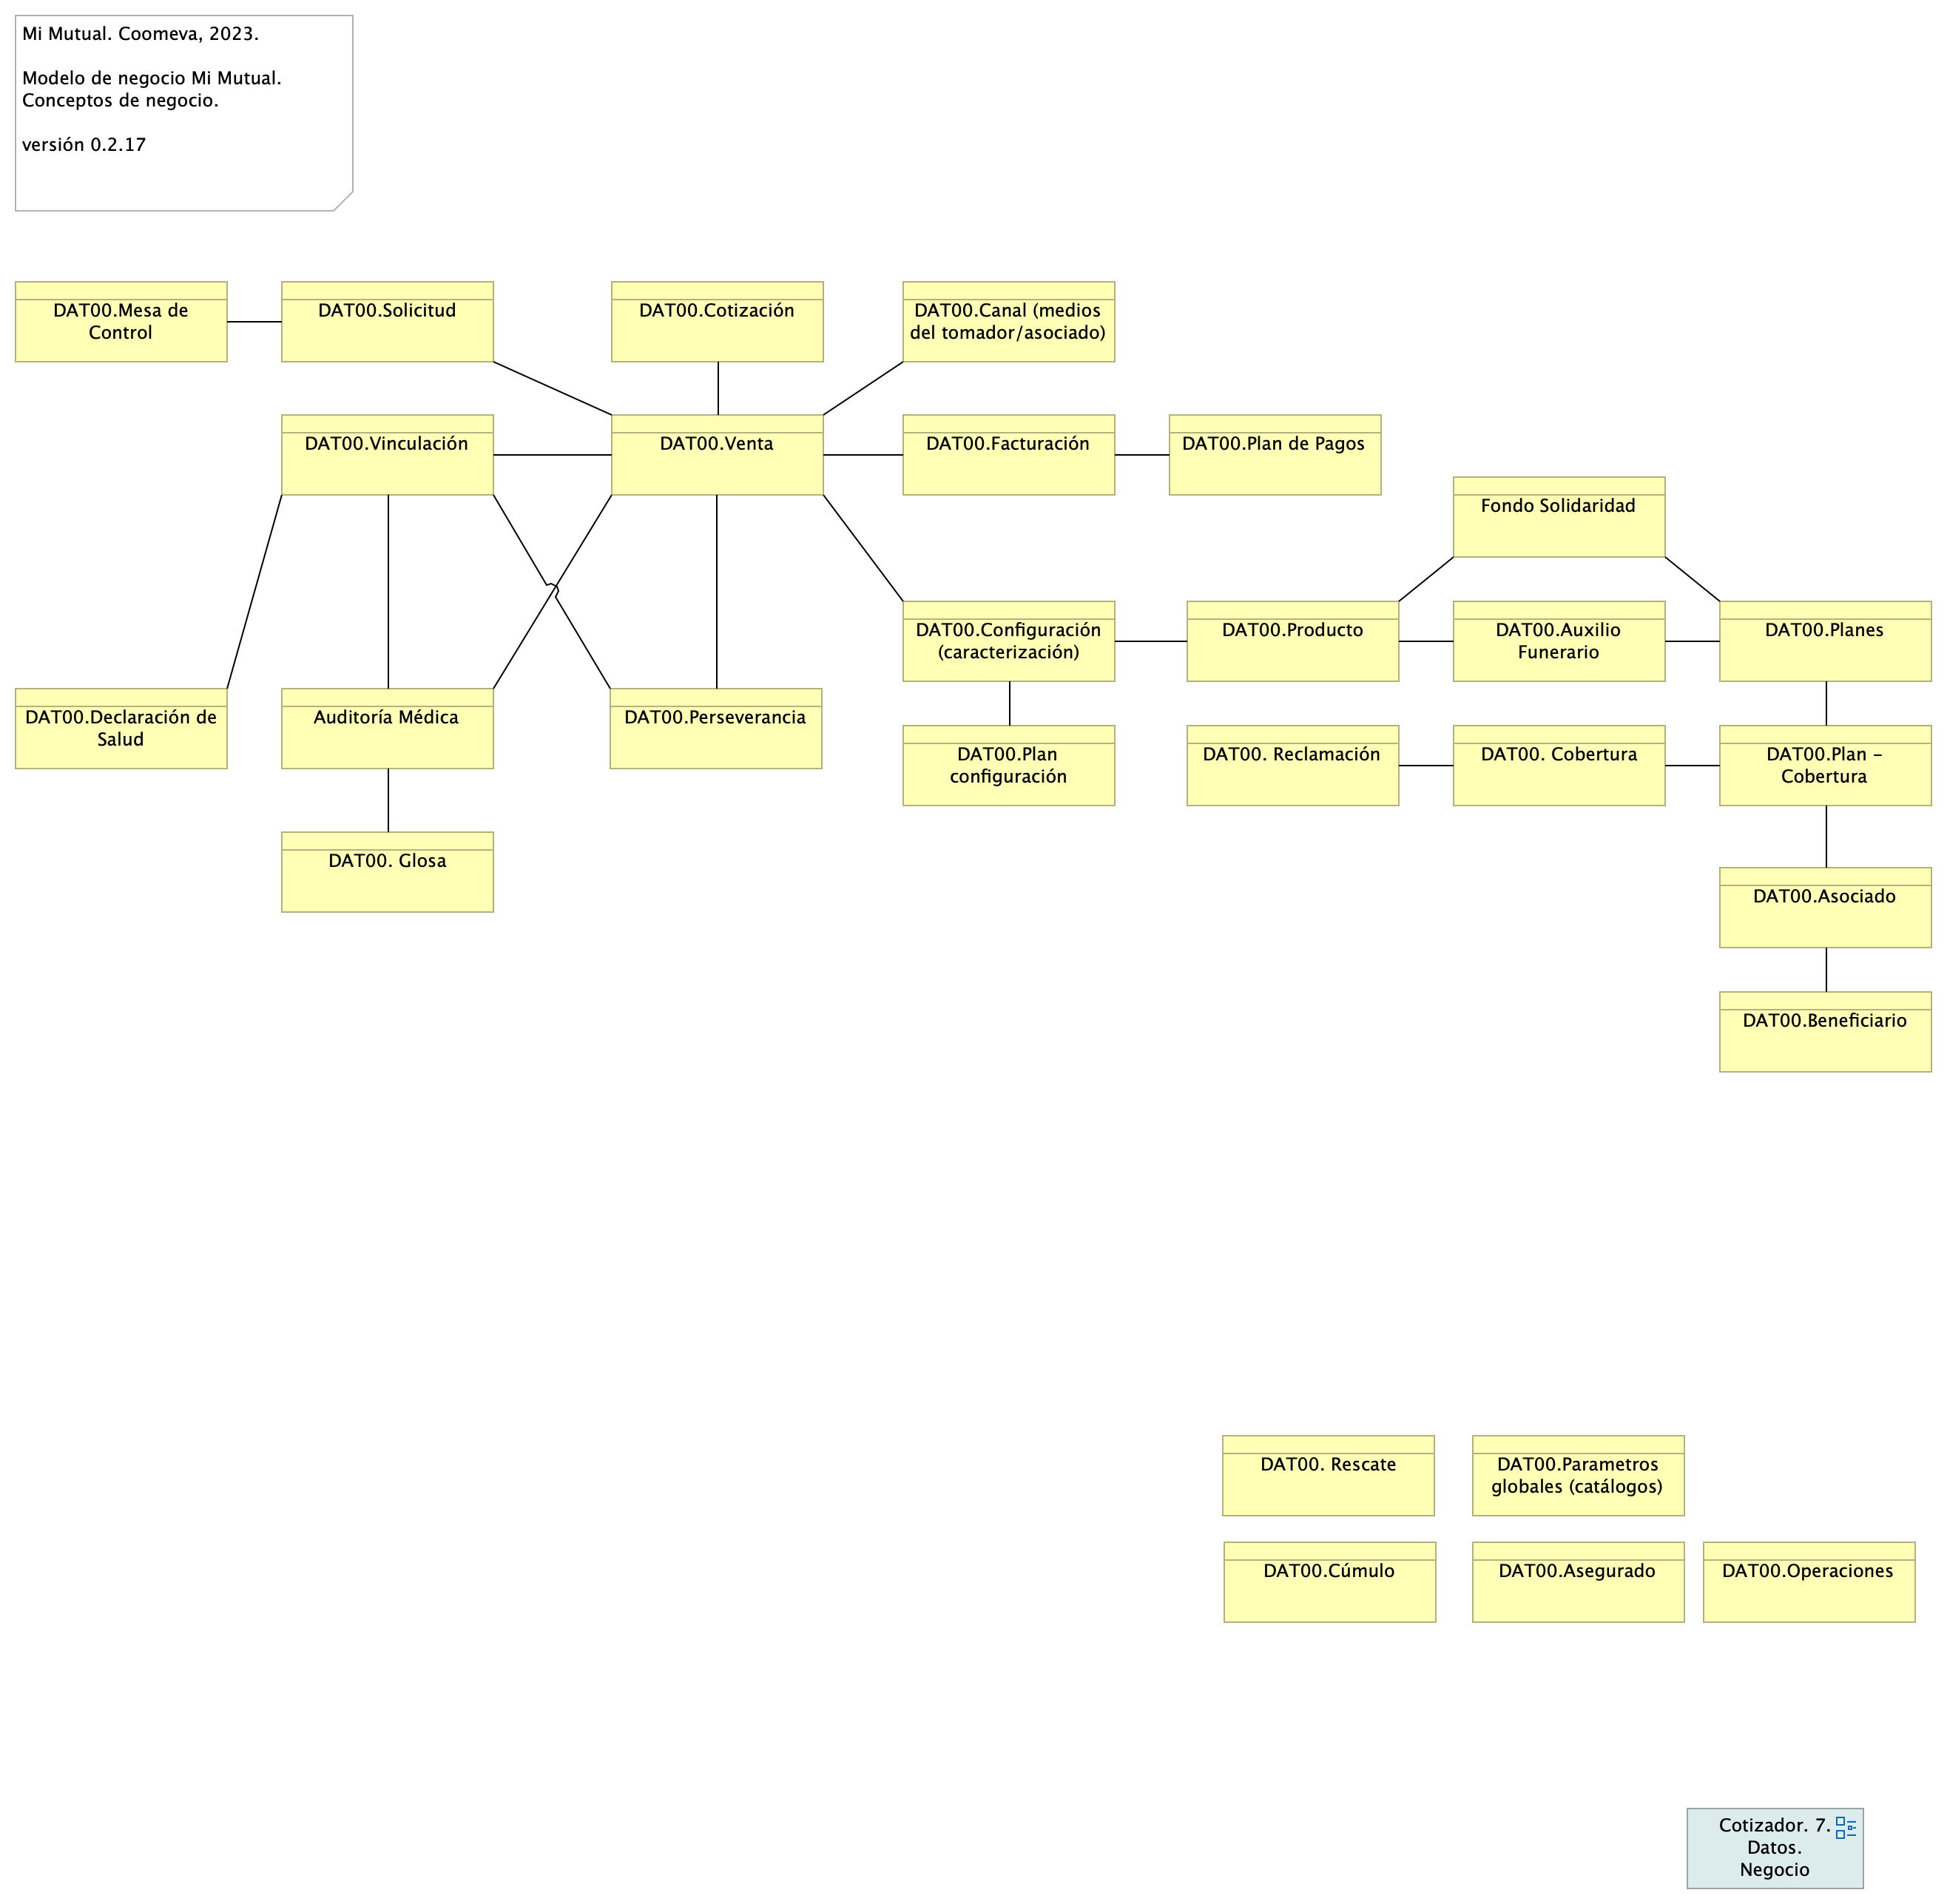 Mi Mutual. Coomeva, 2023.
Modelo de negocio Mi Mutual.
Conceptos de negocio.
versión 0.2.17
DAT00.Mesa de
Control
DAT00.Solicitud
DAT00.Cotización
DAT00.Canal (medios
del tomador/asociado)
DAT00.Vinculación
DAT00.Venta
DAT00.Facturación
DAT00.Plan de Pagos
Fondo Solidaridad
DAT00.Configuración
(caracterización)
DAT00.Producto
DAT00.Auxilio
Funerario
DAT00.Planes
DAT00.Declaración de
Salud
Auditoría Médica
DAT00.Perseverancia
DAT00.Plan
configuración
DAT00. Reclamación
DAT00. Cobertura
DAT00.Plan -
Cobertura
DAT00. Glosa
DAT00.Asociado
DAT00.Beneficiario
DAT00. Rescate
DAT00.Parametros
globales (catálogos)
DAT00.Cúmulo
DAT00.Asegurado
DAT00.Operaciones
Cotizador. 7.
Datos.
Negocio